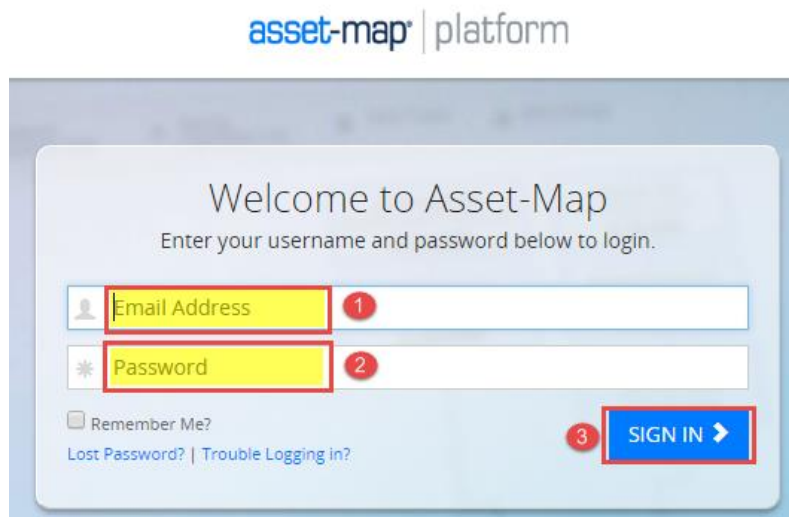 asset-map® | platform
Welcome to Asset-Map
Enter your username and password below to login.
Email Address 1
Password 2
Remember Me?
3 SIGN IN
Lost Password? | Trouble Logging in?